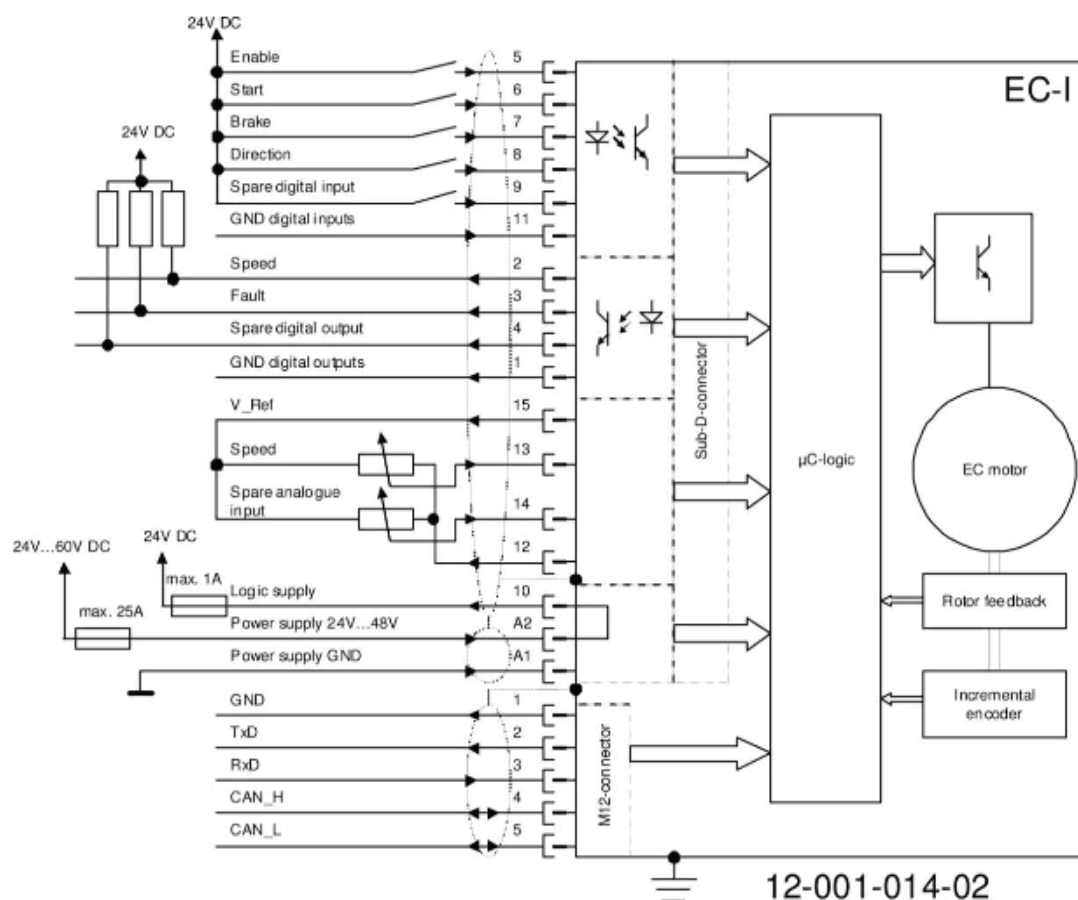 24V DC
Enable
5
Start
6
Brake
7
Direction
8
Spare digital input
9
GND digital inputs
11
24V DC
Speed
2
Fault
3
Spare digital output
4
GND digital outputs
1
V_Ref
15
Speed
13
Spare analogue
input
14
12
24V...60V DC
24V DC
max. 1A
Logic supply
10
max. 25A
Power supply 24V...48V
A2
Power supply GND
A1
GND
1
TxD
2
RxD
3
CAN_H
4
CAN_L
5
EC-I
Sub-D-connector
M12-connector
µC-logic
EC motor
Rotor feedback
Incremental
encoder
12-001-014-02